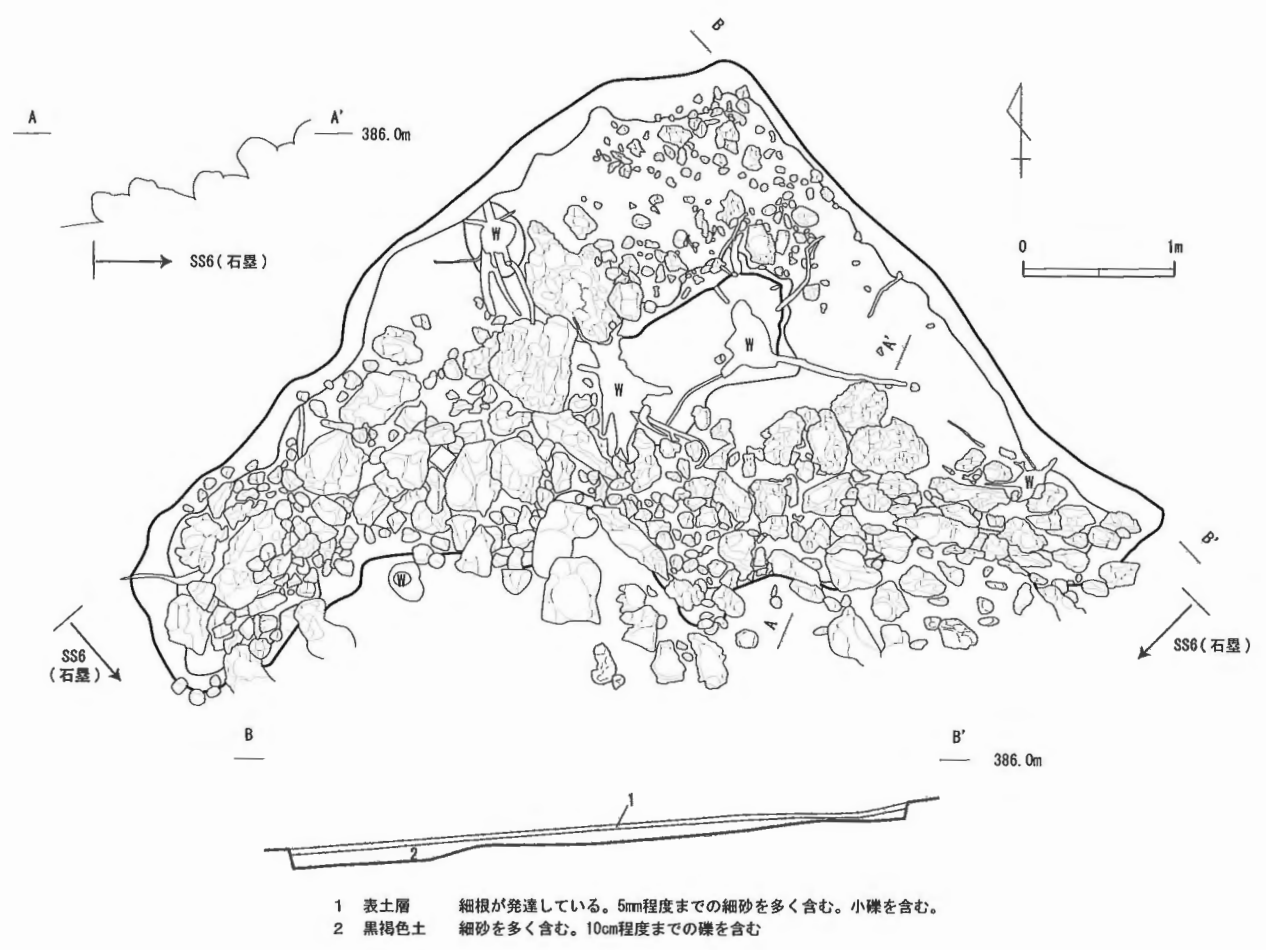 B
A A' 386.0m
SS6(石塁)
0 1m
W
A'
W
W
W
B'
W
A
SS6
(石塁)
SS6(石塁)
B B' 386.0m
1
2
1 表土層 細根が発達している。5mm程度までの細砂を多く含む。小礫を含む。
2 黒褐色土 細砂を多く含む。10cm程度までの礫を含む